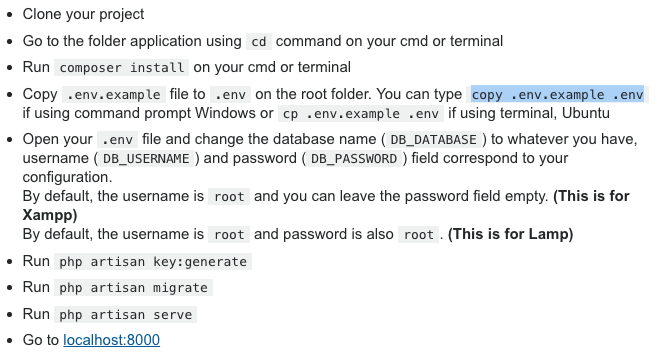 Clone your project
Go to the folder application using cd command on your cmd or terminal
Run composer install on your cmd or terminal
Copy .env.example file to .env on the root folder. You can type copy .env.example .env
if using command prompt Windows or cp .env.example .env if using terminal, Ubuntu
Open your .env file and change the database name ( DB_DATABASE ) to whatever you have,
username ( DB_USERNAME ) and password ( DB_PASSWORD ) field correspond to your
configuration.
By default, the username is root and you can leave the password field empty. (This is for
Xampp)
By default, the username is root and password is also root . (This is for Lamp)
Run php artisan key:generate
Run php artisan migrate
Run php artisan serve
Go to localhost:8000